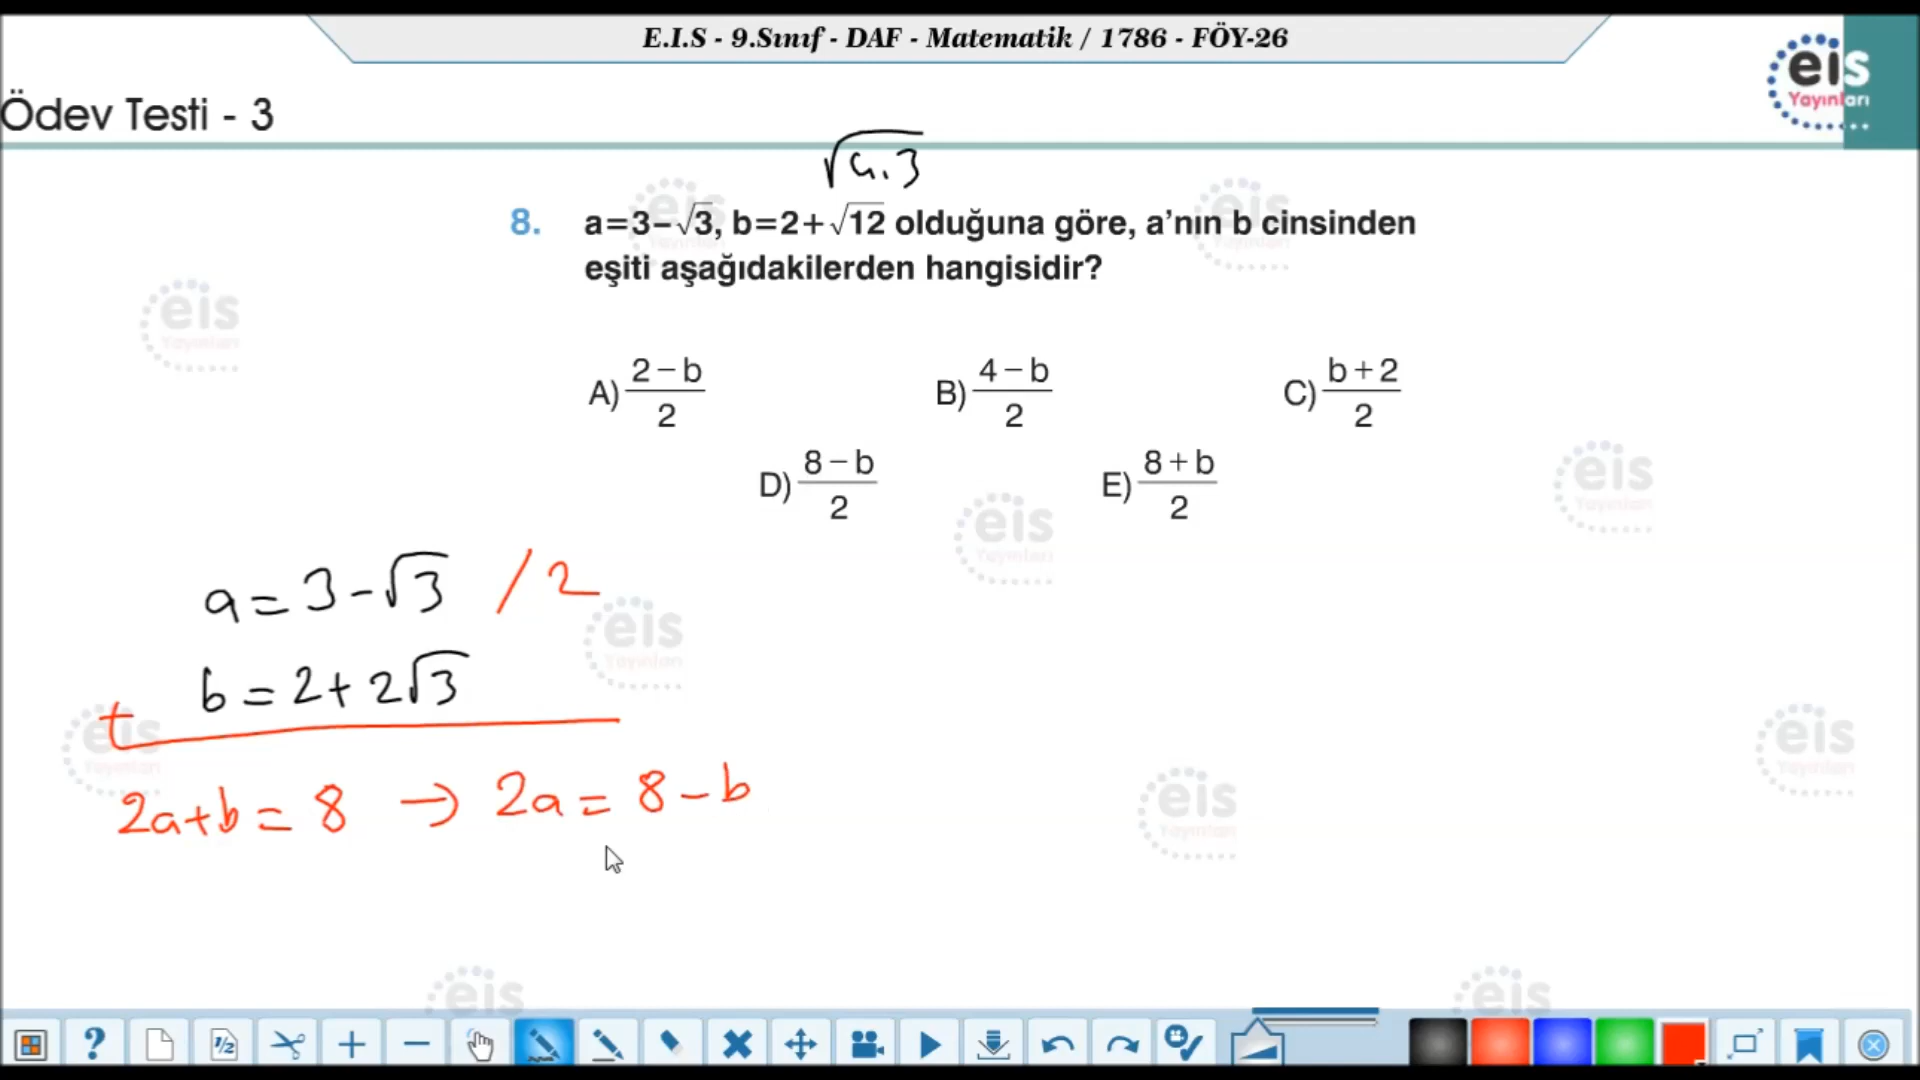 E.I.S - 9.Sınıf - DAF - Matematik / 1786 - FÖY-26
eis
Yayınları
Ödev Testi - 3
√4.3
8. a=3−√3, b=2+√12 olduğuna göre, a'nın b cinsinden
eşiti aşağıdakilerden hangisidir?
A) (2−b)/2 B) (4−b)/2 C) (b+2)/2
D) (8−b)/2 E) (8+b)/2
a=3-√3 /2
b=2+2√3
+
2a+b=8 → 2a=8-b